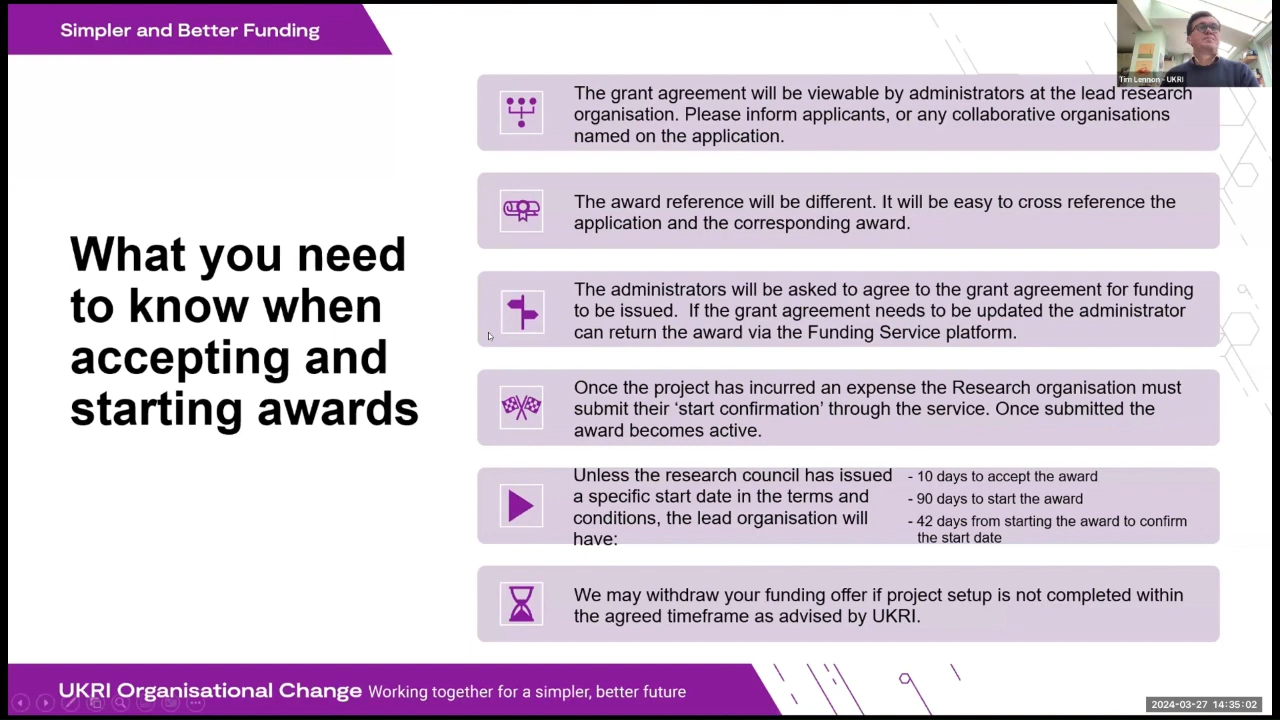 Simpler and Better Funding
Tim Lennon - UKRI
What you need
to know when
accepting and
starting awards
The grant agreement will be viewable by administrators at the lead research
organisation. Please inform applicants, or any collaborative organisations
named on the application.
The award reference will be different. It will be easy to cross reference the
application and the corresponding award.
The administrators will be asked to agree to the grant agreement for funding
to be issued.  If the grant agreement needs to be updated the administrator
can return the award via the Funding Service platform.
Once the project has incurred an expense the Research organisation must
submit their ‘start confirmation’ through the service. Once submitted the
award becomes active.
Unless the research council has issued
a specific start date in the terms and
conditions, the lead organisation will
have:
- 10 days to accept the award
- 90 days to start the award
- 42 days from starting the award to confirm
the start date
We may withdraw your funding offer if project setup is not completed within
the agreed timeframe as advised by UKRI.
UKRI Organisational Change Working together for a simpler, better future
2024-03-27 14:35:02